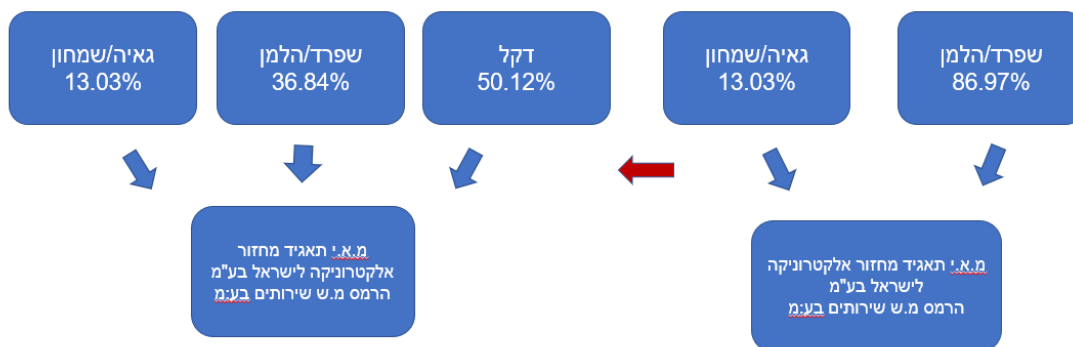 שפרד/הלמן
86.97%
גאיה/שמחון
13.03%
דקל
50.12%
שפרד/הלמן
36.84%
גאיה/שמחון
13.03%
מ.א.י תאגיד מחזור אלקטרוניקה
לישראל בע"מ
הרמס מ.ש שירותים בע:מ
מ.א.י תאגיד מחזור
אלקטרוניקה לישראל בע"מ
הרמס מ.ש שירותים בע:מ